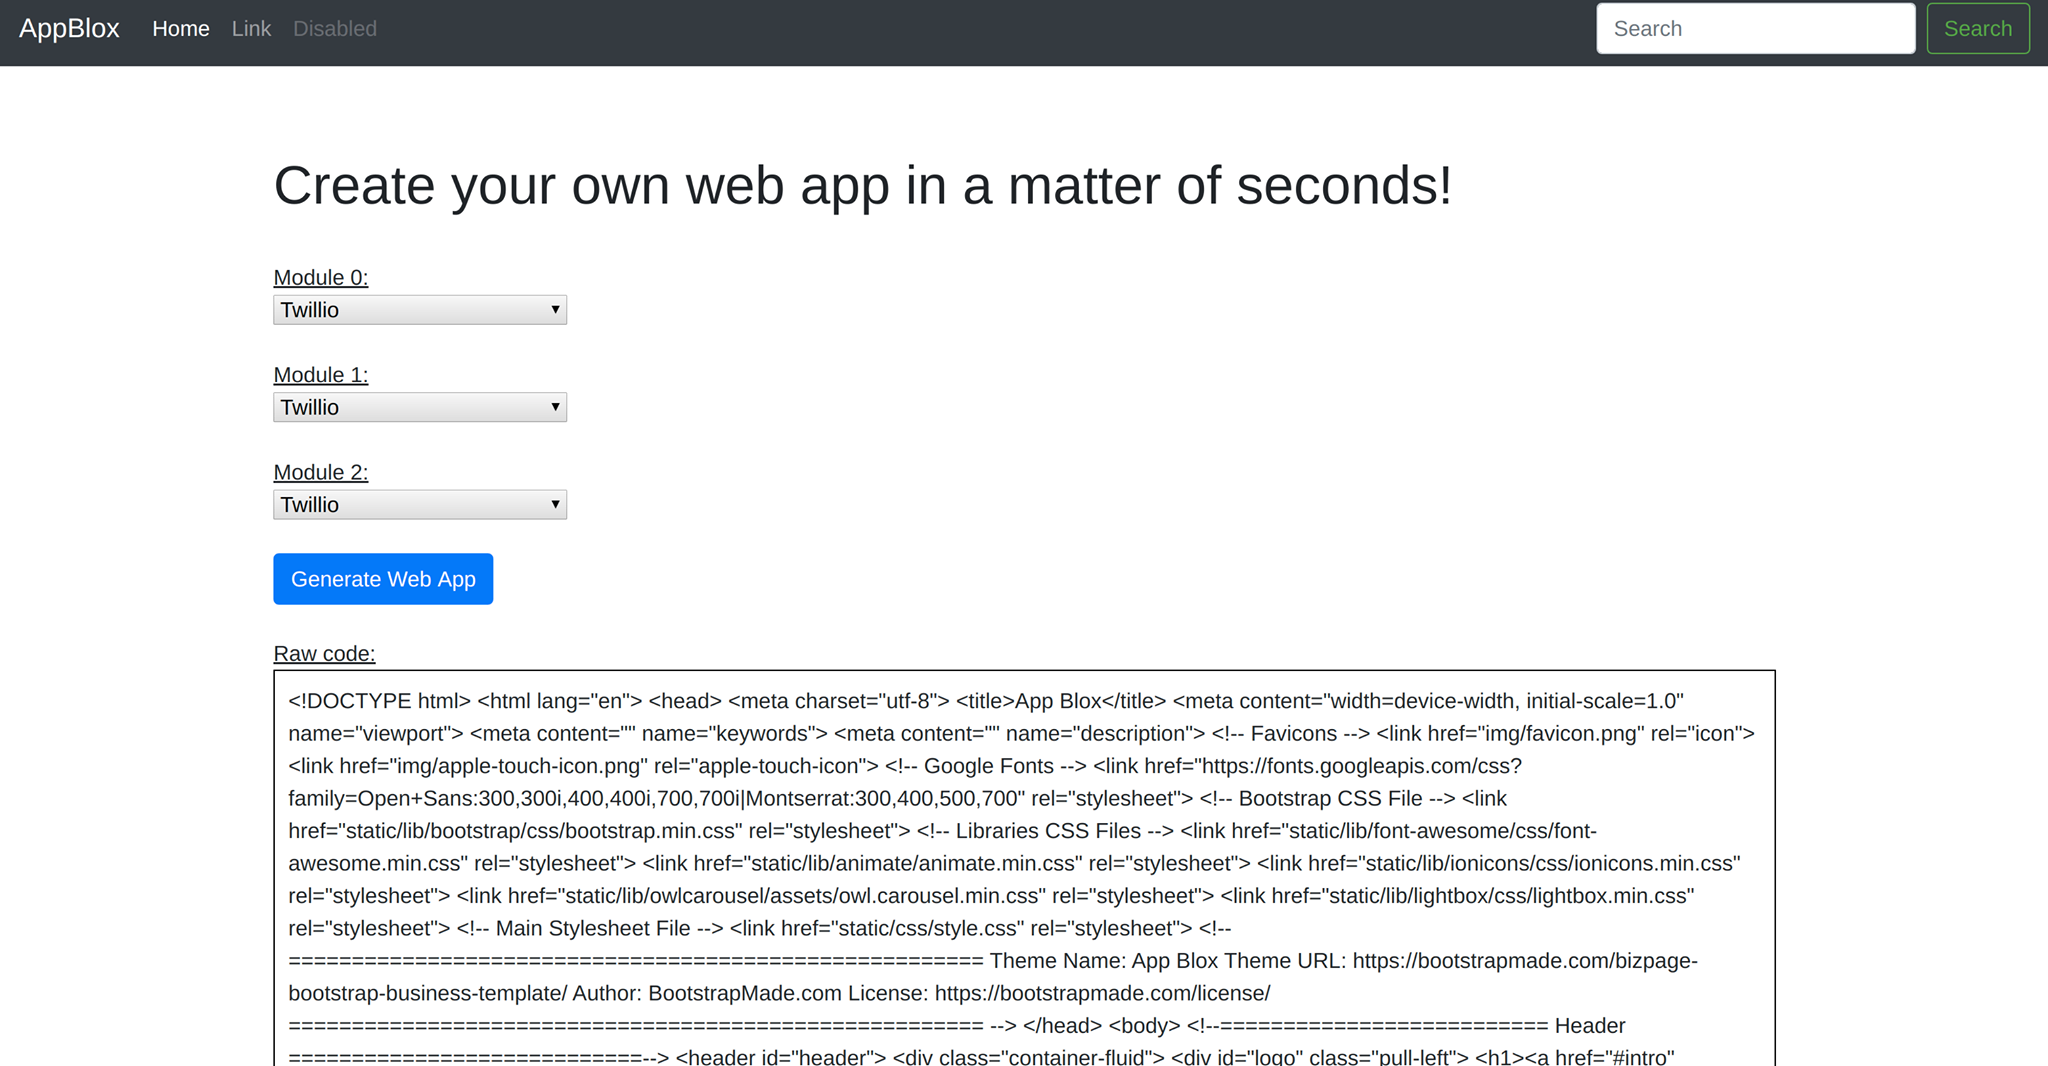 AppBlox Home Link Disabled Search Search
Create your own web app in a matter of seconds!
Module 0:
Twillio
Module 1:
Twillio
Module 2:
Twillio
Generate Web App
Raw code:
<!DOCTYPE html> <html lang="en"> <head> <meta charset="utf-8"> <title>App Blox</title> <meta content="width=device-width, initial-scale=1.0"
name="viewport"> <meta content="" name="keywords"> <meta content="" name="description"> <!-- Favicons --> <link href="img/favicon.png" rel="icon">
<link href="img/apple-touch-icon.png" rel="apple-touch-icon"> <!-- Google Fonts --> <link href="https://fonts.googleapis.com/css?
family=Open+Sans:300,300i,400,400i,700,700i|Montserrat:300,400,500,700" rel="stylesheet"> <!-- Bootstrap CSS File --> <link
href="static/lib/bootstrap/css/bootstrap.min.css" rel="stylesheet"> <!-- Libraries CSS Files --> <link href="static/lib/font-awesome/css/font-
awesome.min.css" rel="stylesheet"> <link href="static/lib/animate/animate.min.css" rel="stylesheet"> <link href="static/lib/ionicons/css/ionicons.min.css"
rel="stylesheet"> <link href="static/lib/owlcarousel/assets/owl.carousel.min.css" rel="stylesheet"> <link href="static/lib/lightbox/css/lightbox.min.css"
rel="stylesheet"> <!-- Main Stylesheet File --> <link href="static/css/style.css" rel="stylesheet"> <!--
======================================================= Theme Name: App Blox Theme URL: https://bootstrapmade.com/bizpage-
bootstrap-business-template/ Author: BootstrapMade.com License: https://bootstrapmade.com/license/
======================================================= --> </head> <body> <!--========================== Header
============================--> <header id="header"> <div class="container-fluid"> <div id="logo" class="pull-left"> <h1><a href="#intro"